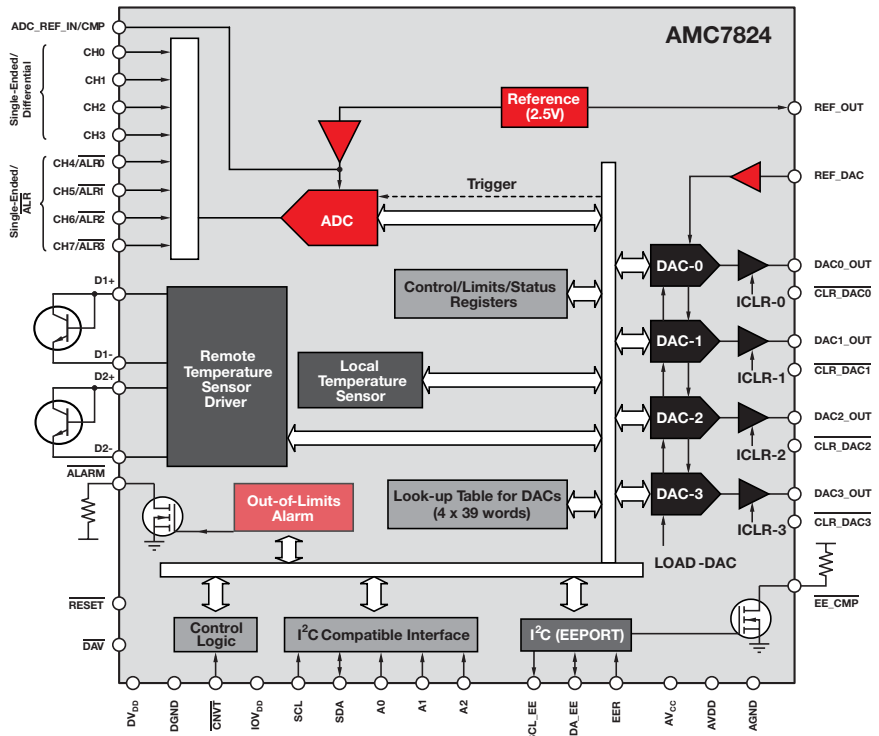 AMC7824
ADC_REF_IN/CMP
Single-Ended/
Differential
CH0
CH1
CH2
CH3
Single-Ended/
ALR
CH4/ALR0
CH5/ALR1
CH6/ALR2
CH7/ALR3
Reference
(2.5V)
REF_OUT
REF_DAC
ADC
Trigger
Control/Limits/Status
Registers
DAC-0
ICLR-0
DAC0_OUT
CLR_DAC0
DAC-1
ICLR-1
DAC1_OUT
CLR_DAC1
DAC-2
ICLR-2
DAC2_OUT
CLR_DAC2
DAC-3
ICLR-3
DAC3_OUT
CLR_DAC3
LOAD-DAC
D1+
D1-
D2+
D2-
Remote
Temperature
Sensor
Driver
Local
Temperature
Sensor
ALARM
Out-of-Limits
Alarm
Look-up Table for DACs
(4 x 39 words)
EE_CMP
RESET
DAV
Control
Logic
I²C Compatible Interface
I²C (EEPORT)
DV_DD
DGND
CNVT
IOV_DD
SCL
SDA
A0
A1
A2
CL_EE
DA_EE
EER
AV_CC
AVDD
AGND